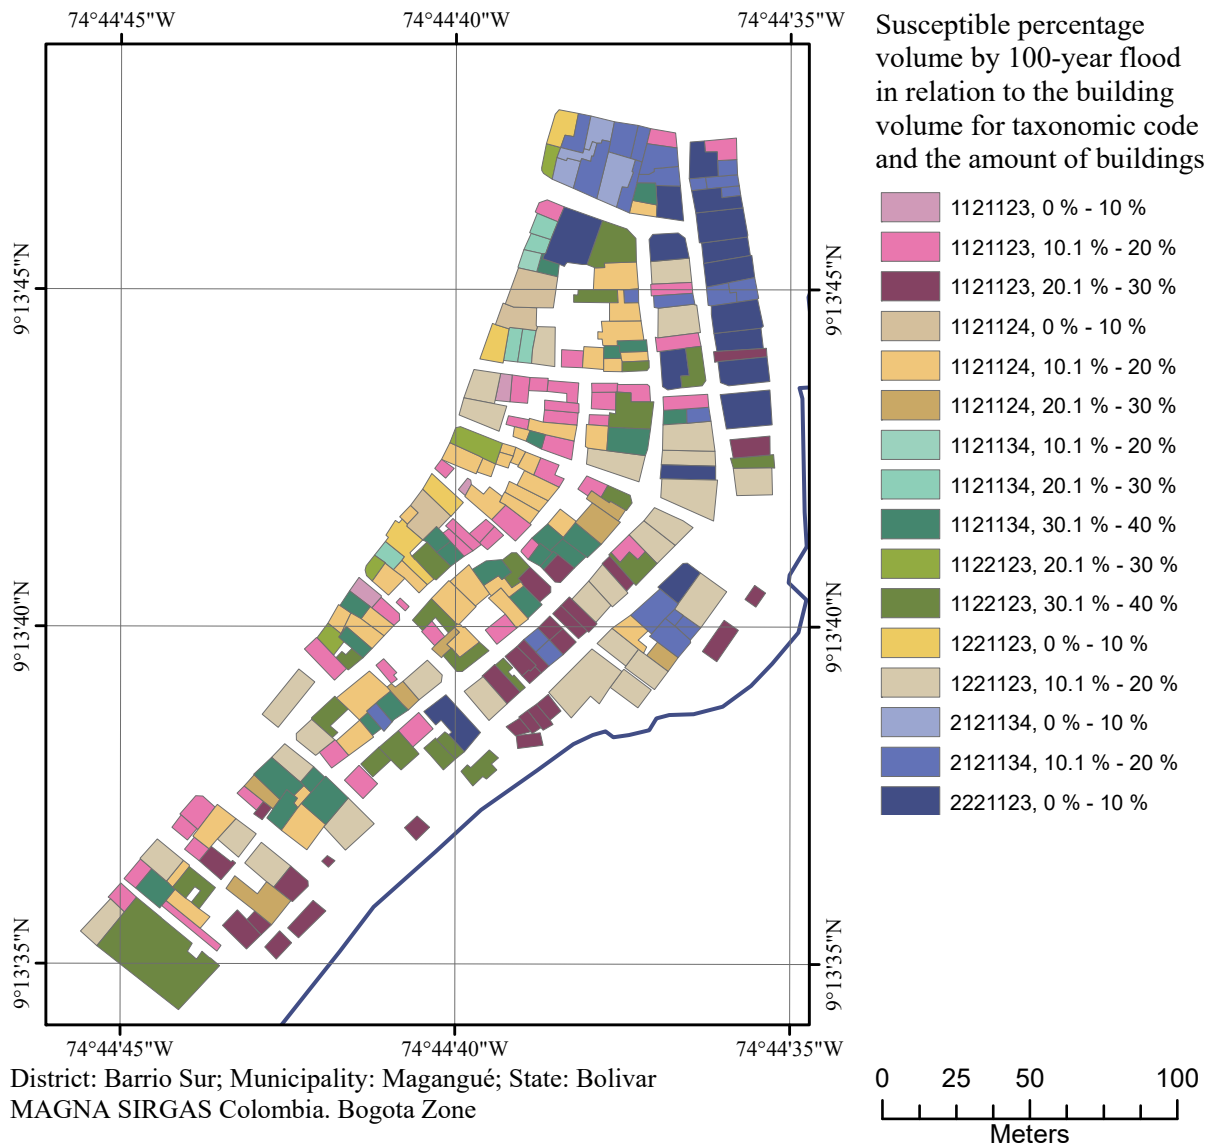 74°44'45"W 74°44'40"W 74°44'35"W
Susceptible percentage
volume by 100-year flood
in relation to the building
volume for taxonomic code
and the amount of buildings
1121123, 0 % - 10 %
1121123, 10.1 % - 20 %
1121123, 20.1 % - 30 %
1121124, 0 % - 10 %
1121124, 10.1 % - 20 %
1121124, 20.1 % - 30 %
1121134, 10.1 % - 20 %
1121134, 20.1 % - 30 %
1121134, 30.1 % - 40 %
1122123, 20.1 % - 30 %
1122123, 30.1 % - 40 %
1221123, 0 % - 10 %
1221123, 10.1 % - 20 %
2121134, 0 % - 10 %
2121134, 10.1 % - 20 %
2221123, 0 % - 10 %
9°13'45"N 9°13'45"N
9°13'40"N 9°13'40"N
9°13'35"N 9°13'35"N
74°44'45"W 74°44'40"W 74°44'35"W
District: Barrio Sur; Municipality: Magangué; State: Bolivar
MAGNA SIRGAS Colombia. Bogota Zone
0 25 50 100
Meters